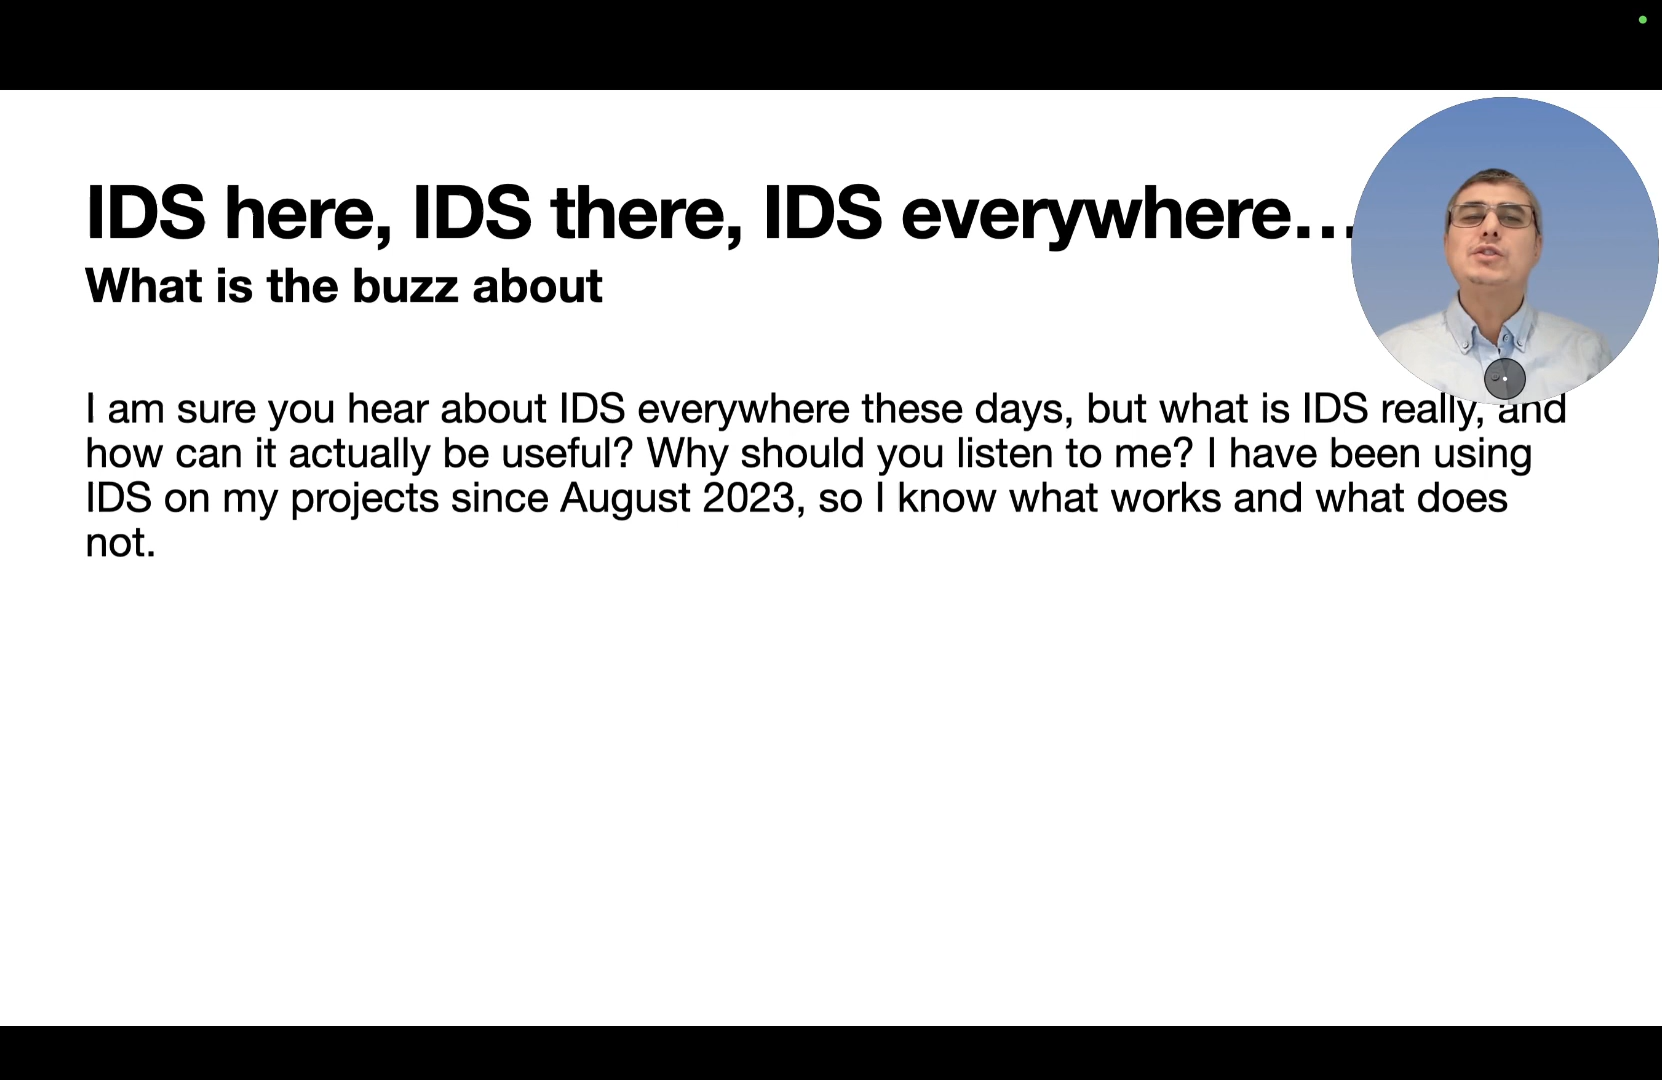 IDS here, IDS there, IDS everywhere…
What is the buzz about
I am sure you hear about IDS everywhere these days, but what is IDS really, and
how can it actually be useful? Why should you listen to me? I have been using
IDS on my projects since August 2023, so I know what works and what does
not.